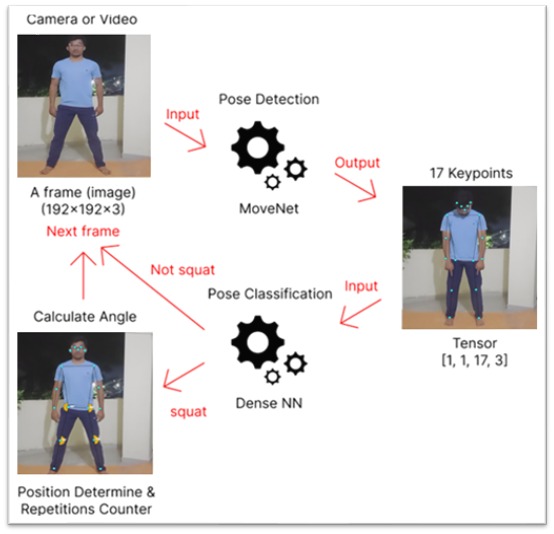 Camera or Video
Input
Pose Detection
MoveNet
Output
17 Keypoints
A frame (image)
(192×192×3)
Next frame
Not squat
Pose Classification
Input
Tensor
[1, 1, 17, 3]
Calculate Angle
Dense NN
squat
Position Determine &
Repetitions Counter